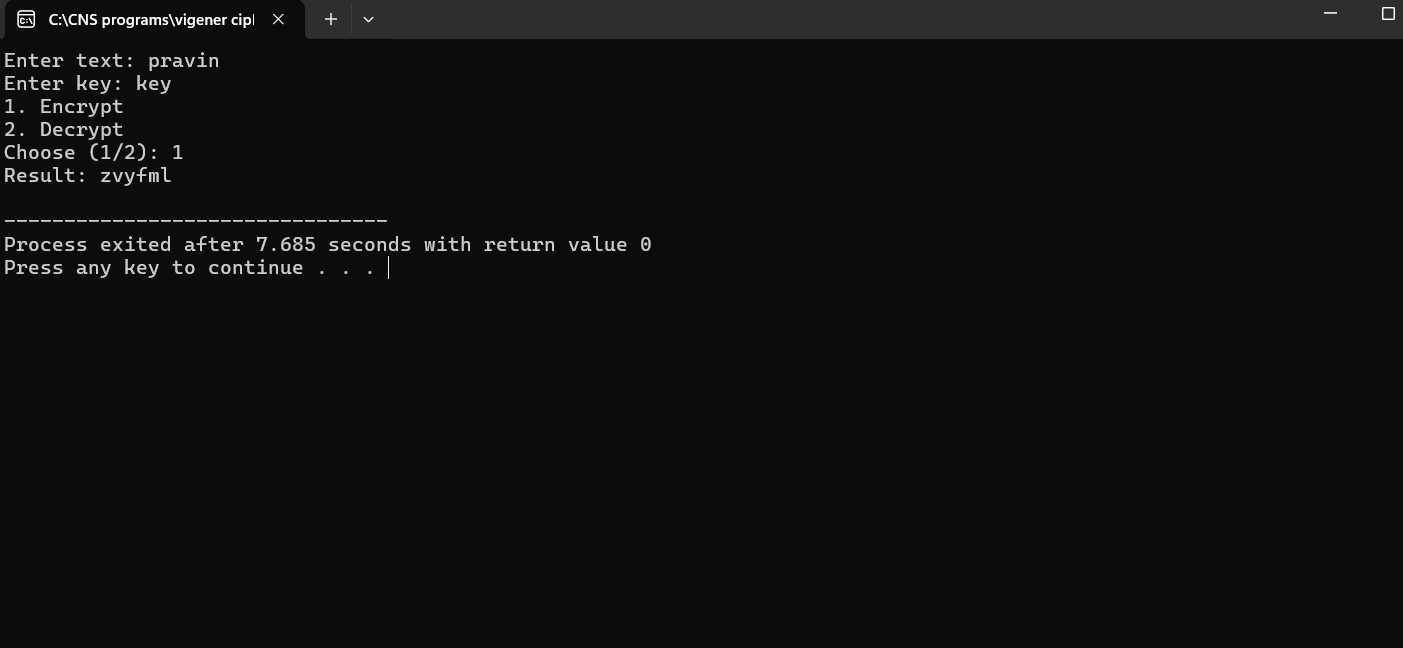 C:\CNS programs\vigener cipl
Enter text: pravin
Enter key: key
1. Encrypt
2. Decrypt
Choose (1/2): 1
Result: zvyfml
--------------------------------
Process exited after 7.685 seconds with return value 0
Press any key to continue . . .